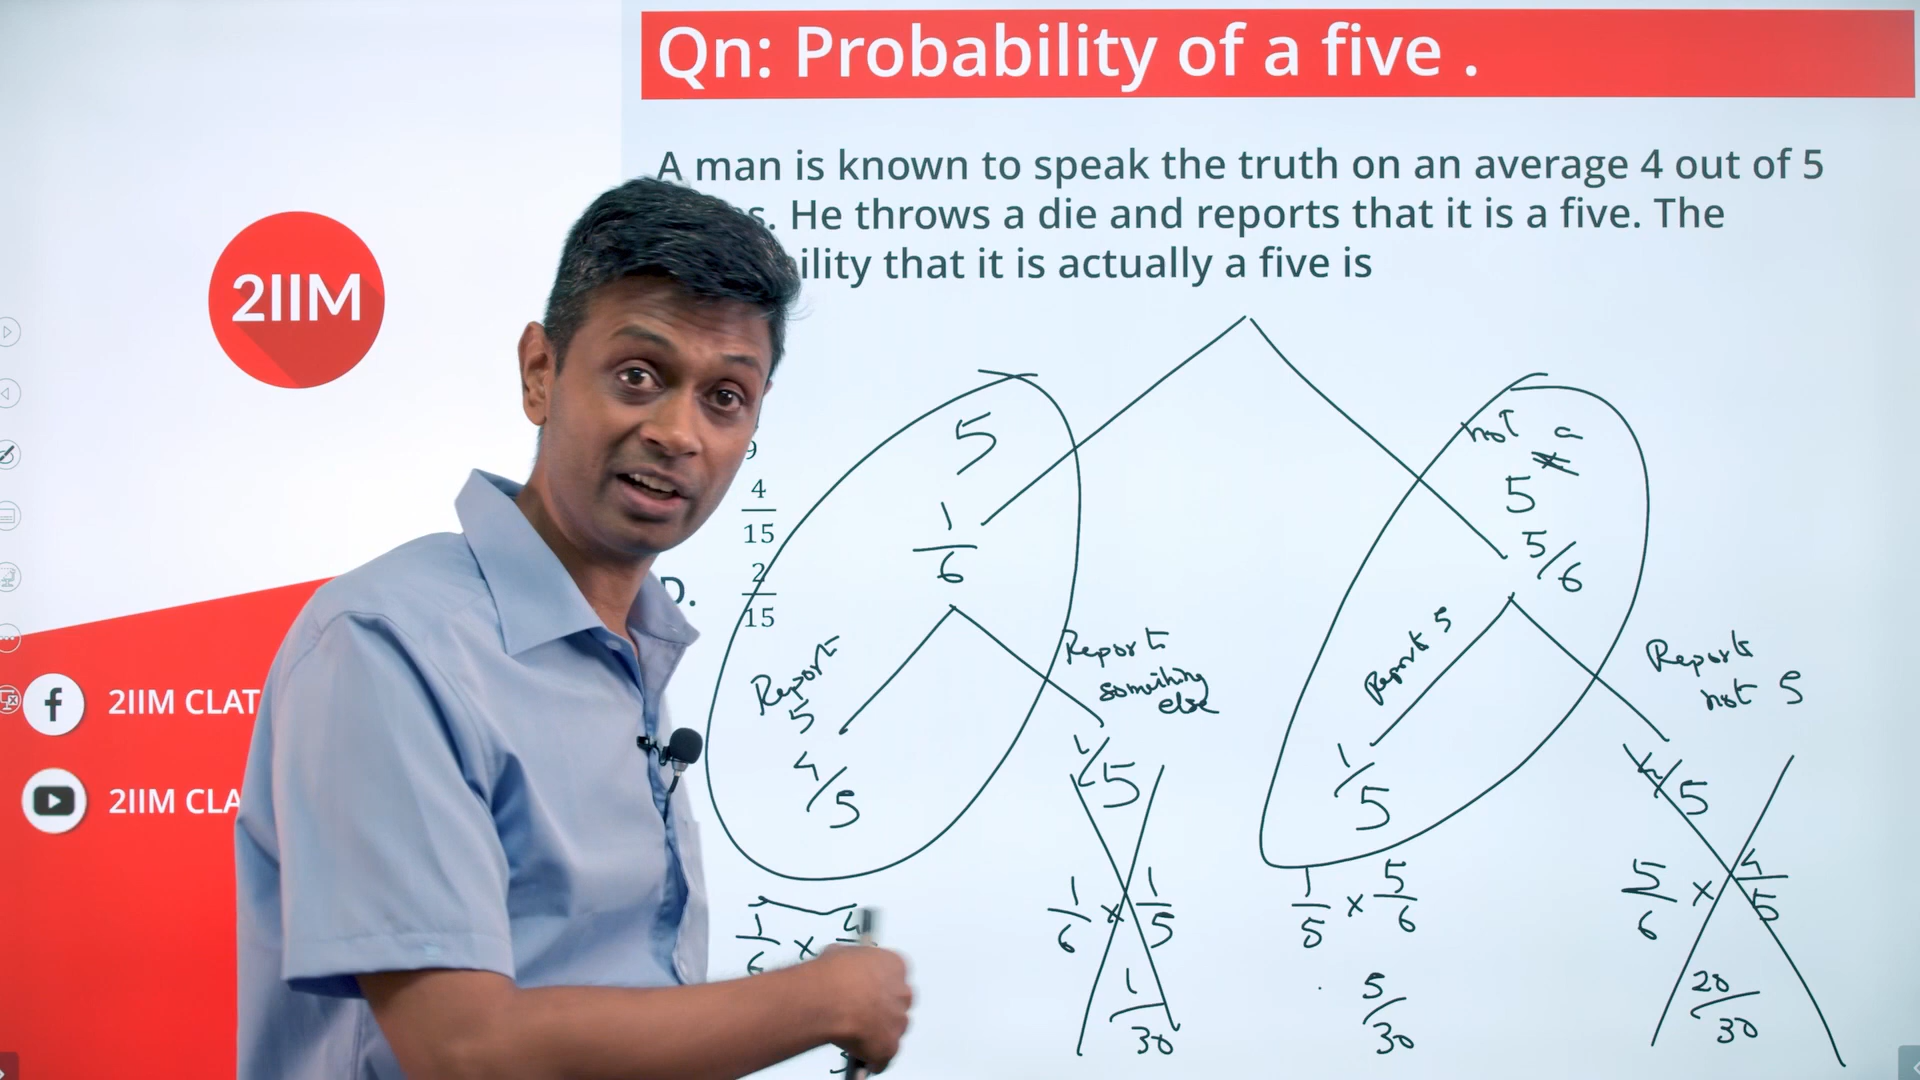 Qn: Probability of a five .
A man is known to speak the truth on an average 4 out of 5
He throws a die and reports that it is a five. The
that it is actually a five is
2IIM
9
4
15
D.
2
15
2IIM CLAT
2IIM CLA
5
1
6
Report
5
4/5
Report
something
else
1/5
not a
5
5/6
Reports 5
1/5
Reports
not 5
4/5
1/6 ×
1/6 × 1/5
1/30
1/5 × 5/6
5/30
5/6 × 4/5
20/30